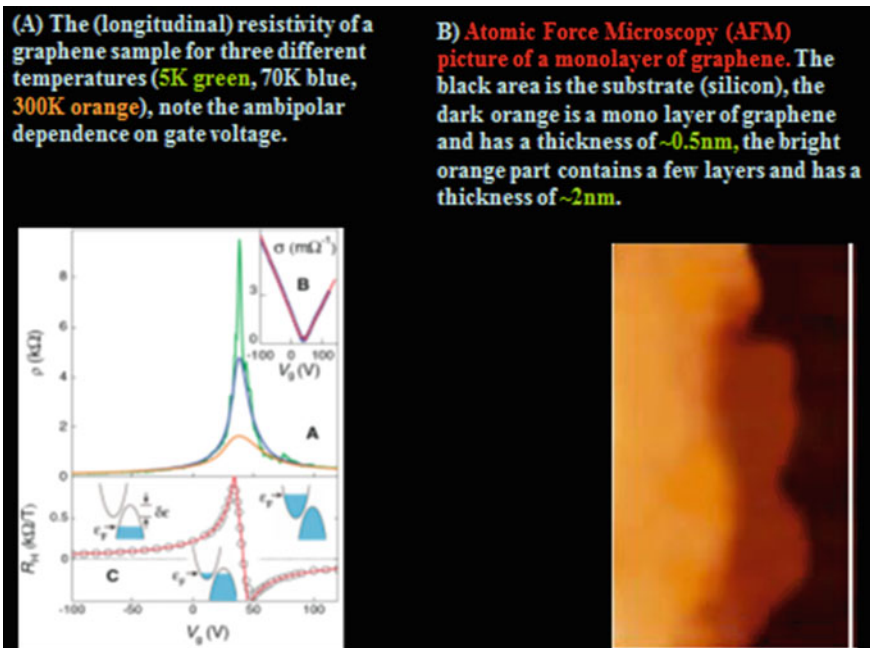 (A) The (longitudinal) resistivity of a
graphene sample for three different
temperatures (5K green, 70K blue,
300K orange), note the ambipolar
dependence on gate voltage.
B) Atomic Force Microscopy (AFM)
picture of a monolayer of graphene. The
black area is the substrate (silicon), the
dark orange is a mono layer of graphene
and has a thickness of ~0.5nm, the bright
orange part contains a few layers and has a
thickness of ~2nm.
σ (mΩ⁻¹)
B
3
0
-100 0 100
Vg (V)
8
6
4
2
0
ρ (kΩ)
A
δε
εF
εF
εF
0.5
0
RH (kΩ/T)
C
-100 -50 0 50 100
Vg (V)